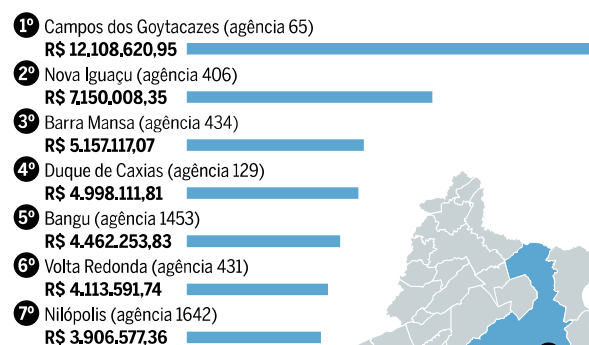 1º Campos dos Goytacazes (agência 65)
R$ 12.108.620,95
2º Nova Iguaçu (agência 406)
R$ 7.150.008,35
3º Barra Mansa (agência 434)
R$ 5.157.117,07
4º Duque de Caxias (agência 129)
R$ 4.998.111,81
5º Bangu (agência 1453)
R$ 4.462.253,83
6º Volta Redonda (agência 431)
R$ 4.113.591,74
7º Nilópolis (agência 1642)
R$ 3.906.577,36